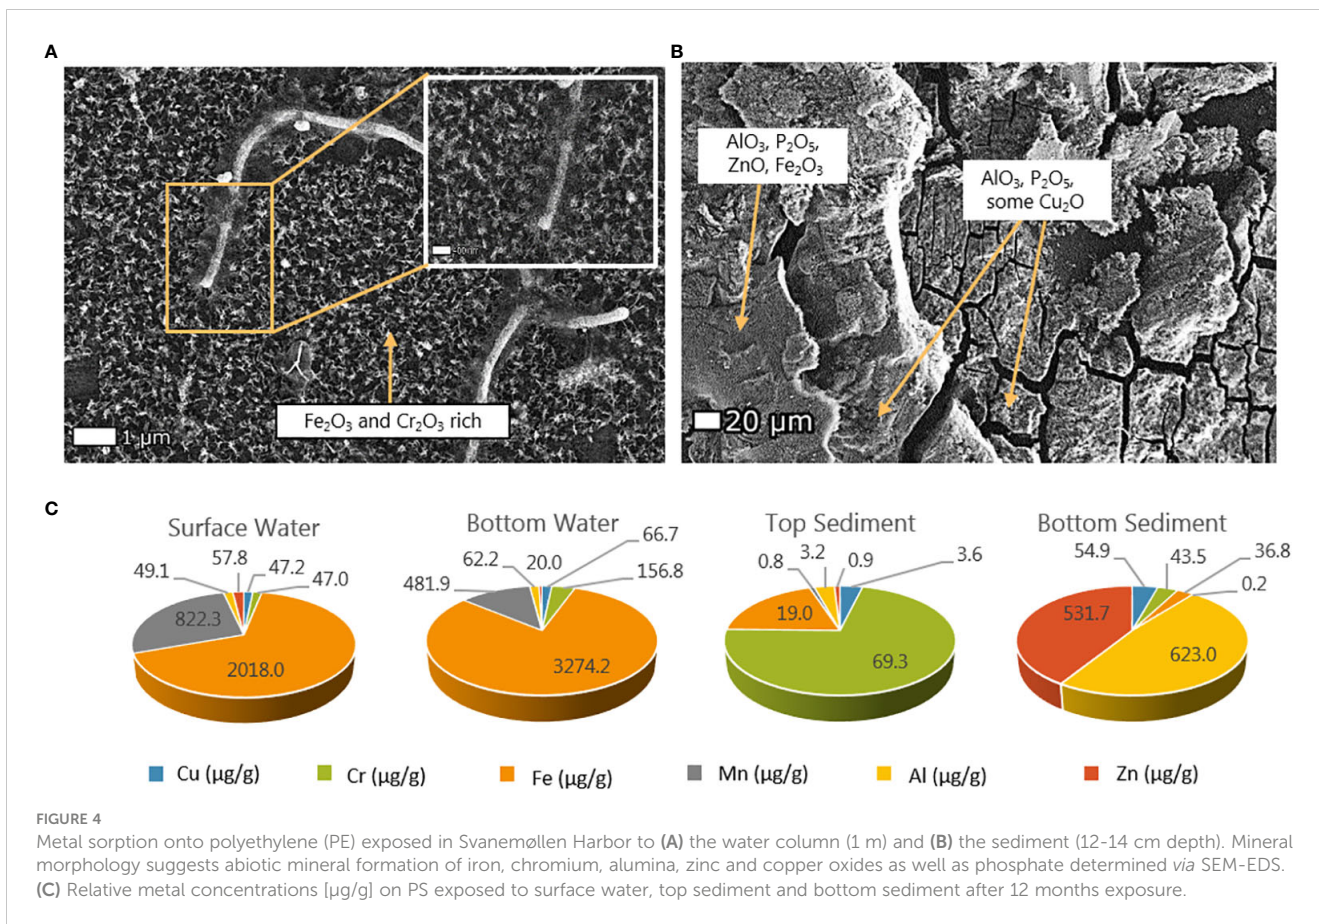 A
B
AlO₃, P₂O₅,
ZnO, Fe₂O₃
AlO₃, P₂O₅,
some Cu₂O
Fe₂O₃ and Cr₂O₃ rich
1 µm
20 µm
C
Surface Water
49.1
57.8
47.2
47.0
822.3
2018.0
Bottom Water
481.9
62.2
20.0
66.7
156.8
3274.2
Top Sediment
0.8
3.2
0.9
3.6
19.0
69.3
Bottom Sediment
54.9
43.5
36.8
0.2
531.7
623.0
Cu (µg/g)
Cr (µg/g)
Fe (µg/g)
Mn (µg/g)
Al (µg/g)
Zn (µg/g)
FIGURE 4
Metal sorption onto polyethylene (PE) exposed in Svanemøllen Harbor to (A) the water column (1 m) and (B) the sediment (12-14 cm depth). Mineral
morphology suggests abiotic mineral formation of iron, chromium, alumina, zinc and copper oxides as well as phosphate determined via SEM-EDS.
(C) Relative metal concentrations [µg/g] on PS exposed to surface water, top sediment and bottom sediment after 12 months exposure.